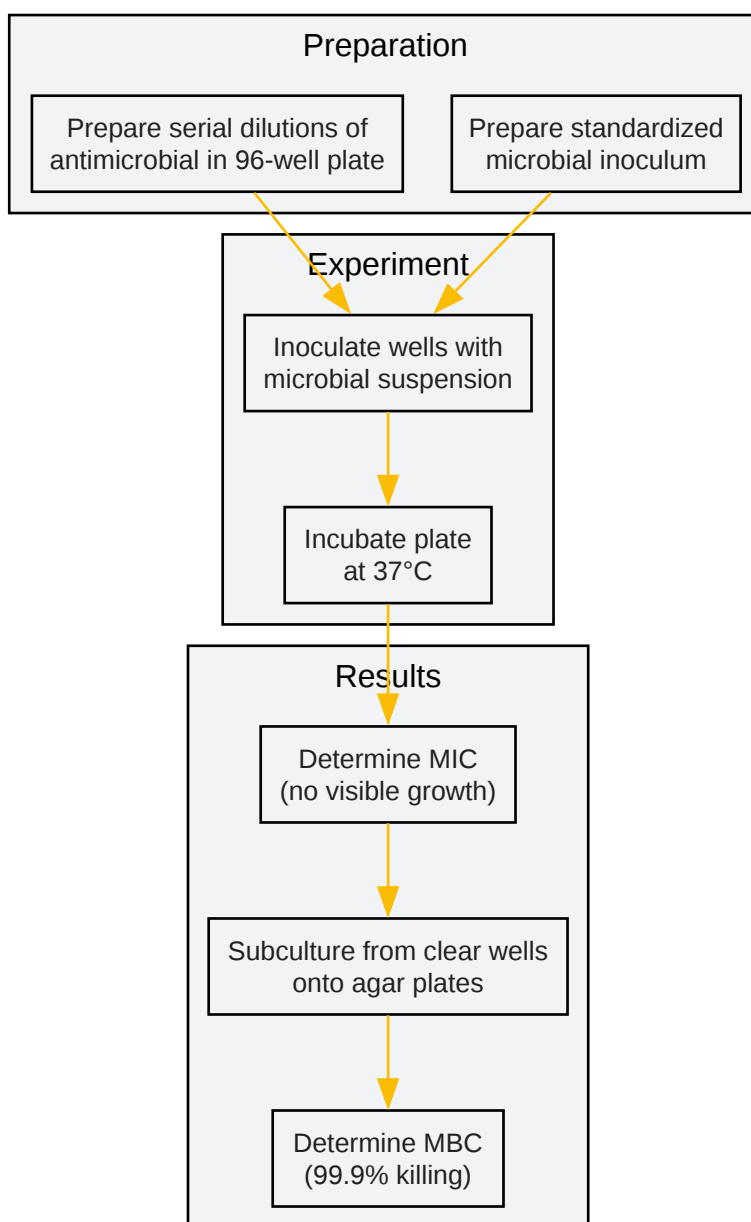 Preparation
Prepare serial dilutions of
antimicrobial in 96-well plate
Prepare standardized
microbial inoculum
Experiment
Inoculate wells with
microbial suspension
Incubate plate
at 37°C
Results
Determine MIC
(no visible growth)
Subculture from clear wells
onto agar plates
Determine MBC
(99.9% killing)